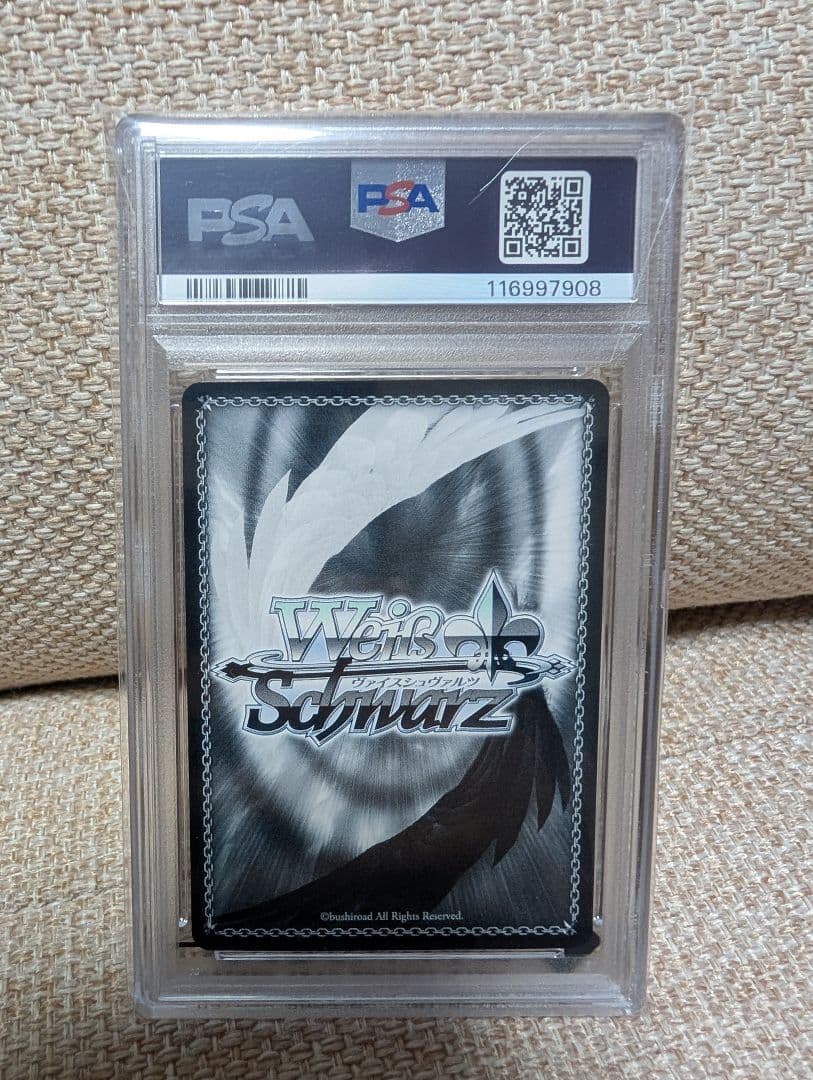 PSA
PSA
116997908
Weiß
ヴァイスシュヴァルツ
Schwarz
©bushiroad All Rights Reserved.